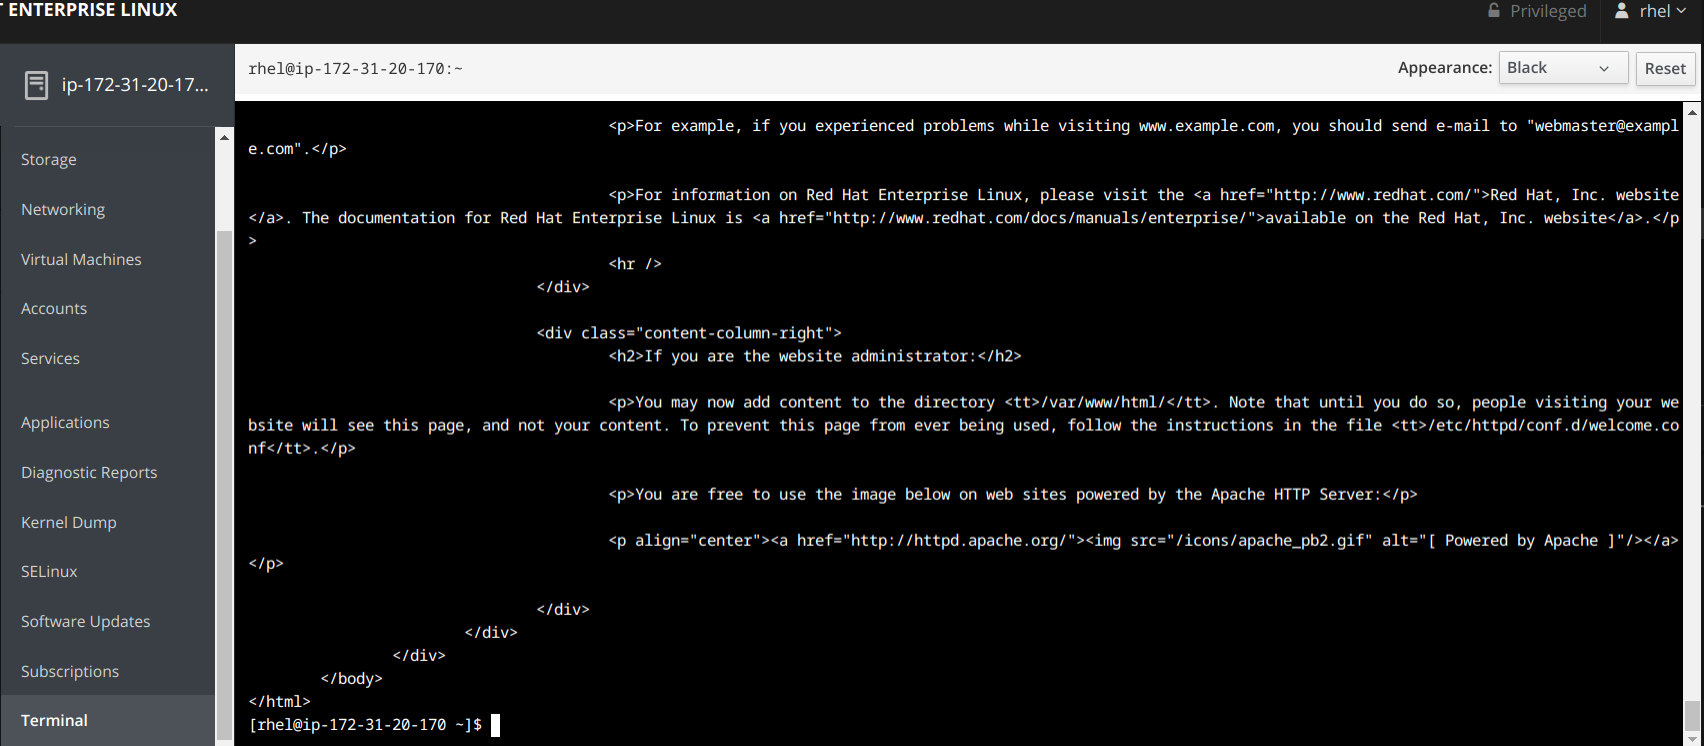 ENTERPRISE LINUX
Privileged
rhel
ip-172-31-20-17...
rhel@ip-172-31-20-170:~
Appearance:
Black
Reset
Storage
Networking
Virtual Machines
Accounts
Services
Applications
Diagnostic Reports
Kernel Dump
SELinux
Software Updates
Subscriptions
Terminal
<p>For example, if you experienced problems while visiting www.example.com, you should send e-mail to "webmaster@exampl
e.com".</p>
<p>For information on Red Hat Enterprise Linux, please visit the <a href="http://www.redhat.com/">Red Hat, Inc. website
</a>. The documentation for Red Hat Enterprise Linux is <a href="http://www.redhat.com/docs/manuals/enterprise/">available on the Red Hat, Inc. website</a>.</p
>
<hr />
</div>
<div class="content-column-right">
<h2>If you are the website administrator:</h2>
<p>You may now add content to the directory <tt>/var/www/html/</tt>. Note that until you do so, people visiting your we
bsite will see this page, and not your content. To prevent this page from ever being used, follow the instructions in the file <tt>/etc/httpd/conf.d/welcome.co
nf</tt>.</p>
<p>You are free to use the image below on web sites powered by the Apache HTTP Server:</p>
<p align="center"><a href="http://httpd.apache.org/"><img src="/icons/apache_pb2.gif" alt="[ Powered by Apache ]"/></a>
</p>
</div>
</div>
</div>
</body>
</html>
[rhel@ip-172-31-20-170 ~]$